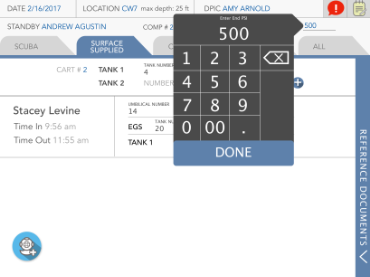 DATE 2/16/2017 LOCATION CW7 max depth: 25 ft DPIC AMY ARNOLD
STANDBY ANDREW AGUSTIN COMP # 2
500
Enter End PSI
500
SCUBA
SURFACE SUPPLIED
C
ALL
CART # 2 TANK 1 TANK NUMBER
4
TANK 2 NUMBER
1 2 3
4 5 6
7 8 9
0 00 .
DONE
Stacey Levine
Time In 9:56 am
Time Out 11:55 am
UMBILICAL NUMBER
14
EGS
20
TANK 1
REFERENCE DOCUMENTS